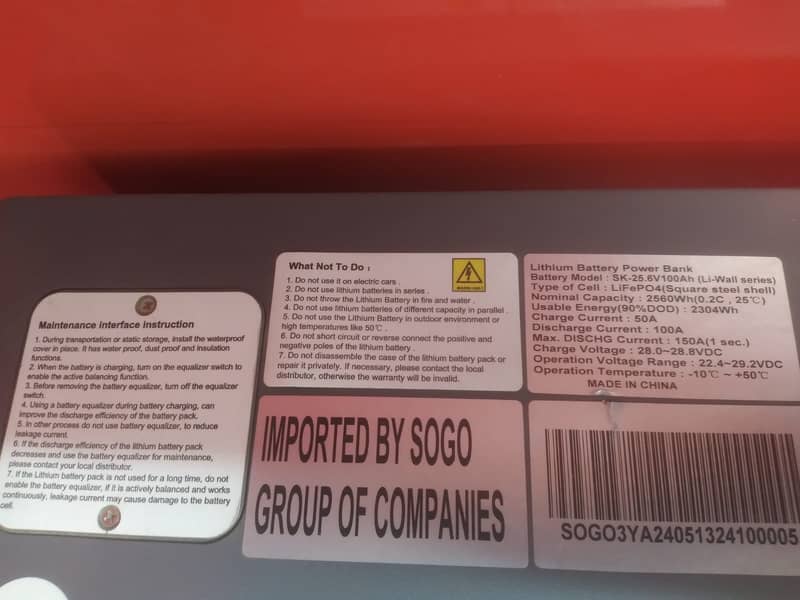 Maintenance interface instruction
1. During transportation or static storage, install the waterproof
cover in place. It has water proof, dust proof and insulation
functions.
2. When the battery is charging, turn on the equalizer switch to
enable the active balancing function.
3. Before removing the battery equalizer, turn off the equalizer
switch.
4. Using a battery equalizer during battery charging, can
improve the discharge efficiency of the battery pack.
5. In other process do not use battery equalizer, to reduce
leakage current.
6. If the discharge efficiency of the lithium battery pack
decreases and use the battery equalizer for maintenance,
please contact your local distributor.
7. If the Lithium battery pack is not used for a long time, do not
enable the battery equalizer, if it is actively balanced and works
continuously, leakage current may cause damage to the battery
cell.
What Not To Do :
1. Do not use it on electric cars .
2. Do not use lithium batteries in series .
3. Do not throw the Lithium Battery in fire and water .
4. Do not use lithium batteries of different capacity in parallel .
5. Do not use the Lithium Battery in outdoor environment or
high temperatures like 50℃ .
6. Do not short circuit or reverse connect the positive and
negative poles of the lithium battery .
7. Do not disassemble the case of the lithium battery pack or
repair it privately. If necessary, please contact the local
distributor, otherwise the warranty will be invalid.
Lithium Battery Power Bank
Battery Model : SK-25.6V100Ah (Li-Wall series)
Type of Cell : LiFePO4(Square steel shell)
Nominal Capacity : 2560Wh(0.2C , 25℃)
Usable Energy(90%DOD) : 2304Wh
Charge Current : 50A
Discharge Current : 100A
Max. DISCHG Current : 150A(1 sec.)
Charge Voltage : 28.0~28.8VDC
Operation Voltage Range : 22.4~29.2VDC
Operation Temperature : -10℃ ~ +50℃
MADE IN CHINA
IMPORTED BY SOGO
GROUP OF COMPANIES
SOGO3YA24051324100005